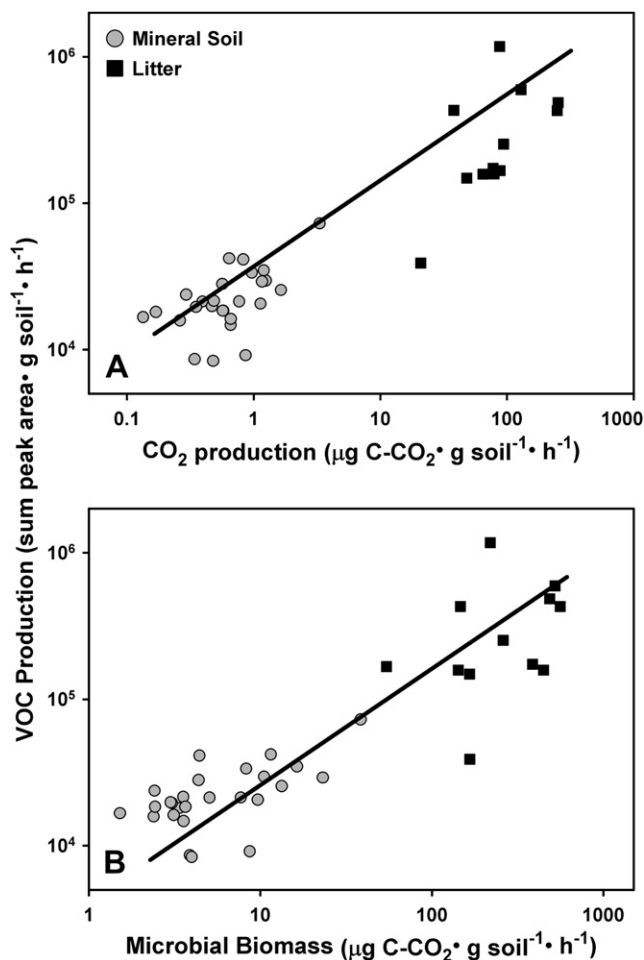 Mineral Soil
Litter
10⁶
10⁵
10⁴
A
0.1 1 10 100 1000
CO₂ production (µg C-CO₂• g soil⁻¹• h⁻¹)
VOC Production (sum peak area• g soil⁻¹• h⁻¹)
10⁶
10⁵
10⁴
B
1 10 100 1000
Microbial Biomass (µg C-CO₂• g soil⁻¹• h⁻¹)